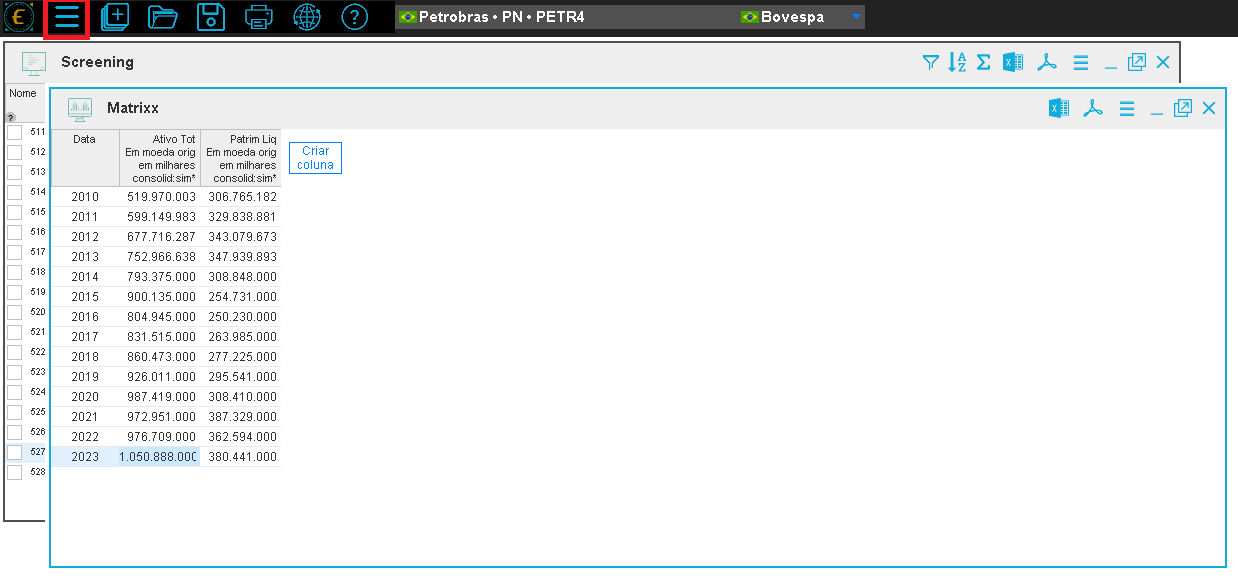 Petrobras • PN • PETR4 Bovespa
Screening
Nome
?
Matrixx
Data
Ativo Tot
Em moeda orig
em milhares
consolid:sim*
Patrim Liq
Em moeda orig
em milhares
consolid:sim*
Criar
coluna
511
512
513
514
515
516
517
518
519
520
521
522
523
524
525
526
527
528
2010 519.970.003 306.765.182
2011 599.149.983 329.838.881
2012 677.716.287 343.079.673
2013 752.966.638 347.939.893
2014 793.375.000 308.848.000
2015 900.135.000 254.731.000
2016 804.945.000 250.230.000
2017 831.515.000 263.985.000
2018 860.473.000 277.225.000
2019 926.011.000 295.541.000
2020 987.419.000 308.410.000
2021 972.951.000 387.329.000
2022 976.709.000 362.594.000
2023 1.050.888.000 380.441.000